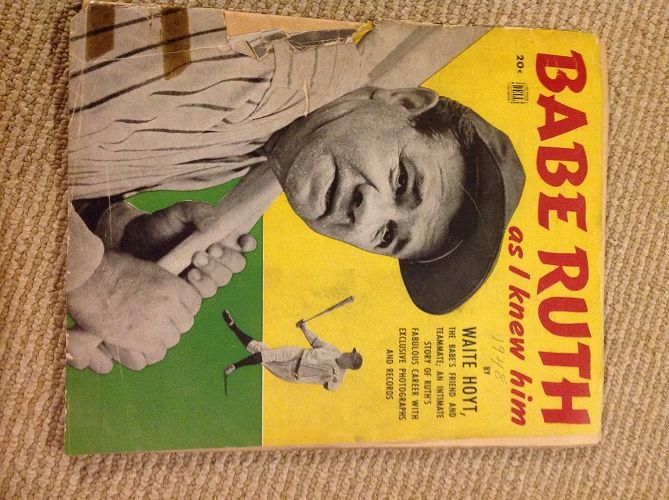 BABE RUTH
as I knew him
20¢
DELL
1948
BY
WAITE HOYT,
THE BABE'S FRIEND AND
TEAMMATE; AN INTIMATE
STORY OF RUTH'S
FABULOUS CAREER WITH
EXCLUSIVE PHOTOGRAPHS
AND RECORDS